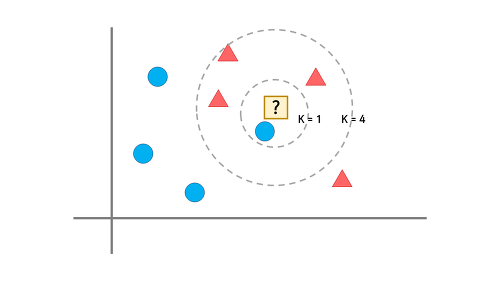 ?
K = 1
K = 4